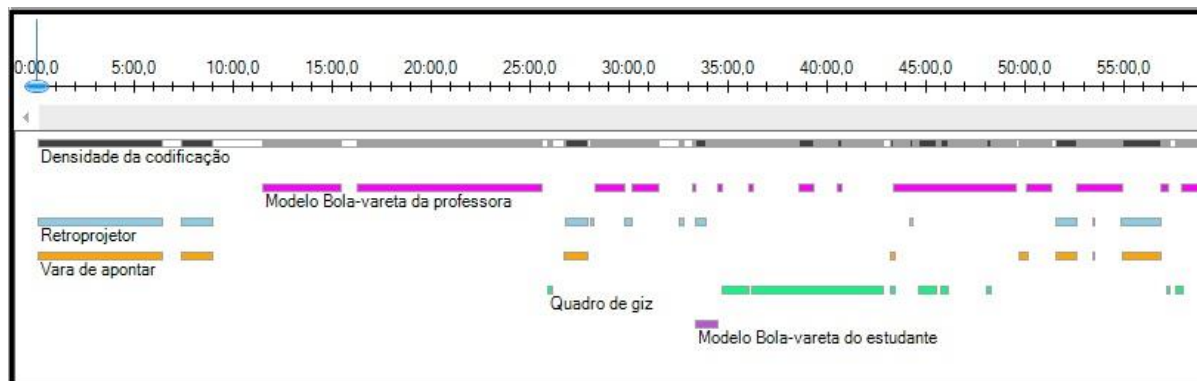 0:00,0 5:00,0 10:00,0 15:00,0 20:00,0 25:00,0 30:00,0 35:00,0 40:00,0 45:00,0 50:00,0 55:00,0
Densidade da codificação
Modelo Bola-vareta da professora
Retroprojetor
Vara de apontar
Quadro de giz
Modelo Bola-vareta do estudante